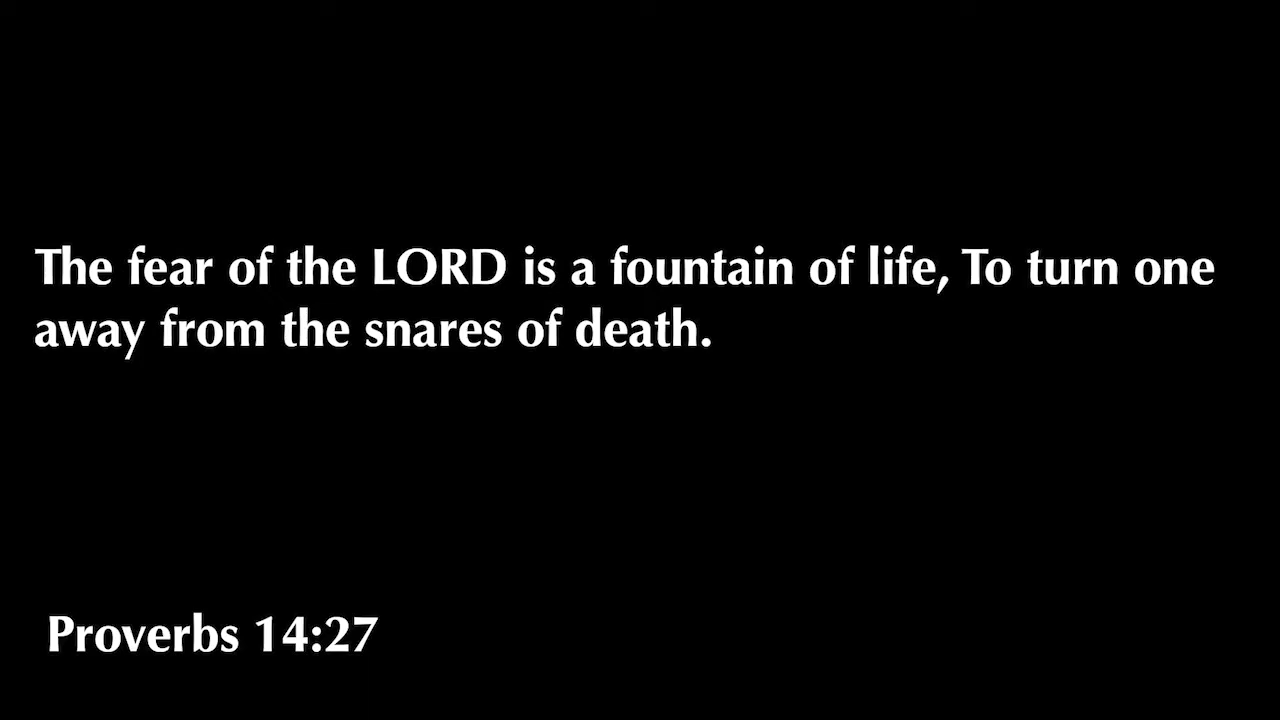 The fear of the LORD is a fountain of life, To turn one
away from the snares of death.
Proverbs 14:27